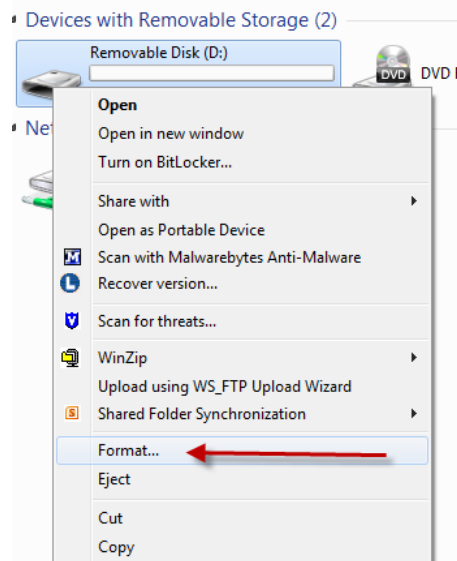 Devices with Removable Storage (2)
Removable Disk (D:)
DVD
DVD
Open
Net
Open in new window
Turn on BitLocker...
Share with
Open as Portable Device
M
Scan with Malwarebytes Anti-Malware
L
Recover version...
Scan for threats...
WinZip
Upload using WS_FTP Upload Wizard
S
Shared Folder Synchronization
Format...
Eject
Cut
Copy